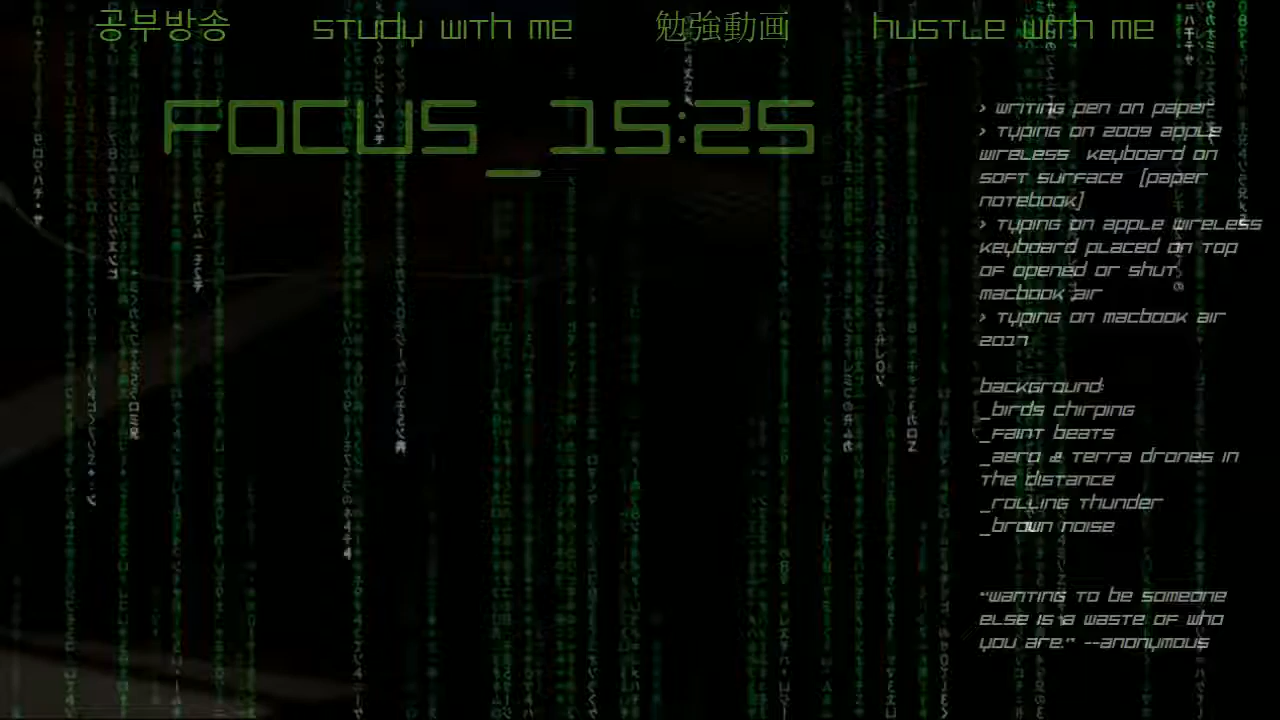 공부방송 study with me 勉強動画 hustle with me
FOCUS _ 15:25
> writing pen on paper
> typing on 2009 apple
wireless keyboard on
soft surface [paper
notebook]
> typing on apple wireless
keyboard placed on top
of opened or shut
macbook air
> typing on macbook air
2017
background:
_birds chirping
_faint beats
_aero & terra drones in
the distance
_rolling thunder
_brown noise
"wanting to be someone
else is a waste of who
you are." --anonymous